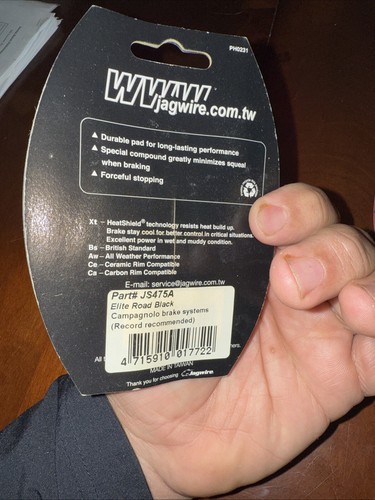 PH0231
WWW.
jagwire.com.tw
▲ Durable pad for long-lasting performance
▲ Special compound greatly minimizes squeal
when braking
▲ Forceful stopping
Xt – HeatShield® technology resists heat build up.
Brake stay cool for better control in critical situations.
Excellent power in wet and muddy condition.
Bs – British Standard
Aw – All Weather Performance
Ce – Ceramic Rim Compatible
Ca – Carbon Rim Compatible
E-mail: service@jagwire.com.tw
Part# JS475A
Elite Road Black
Campagnolo brake systems
(Record recommended)
4 715910 017722
All
owners.
MADE IN TAIWAN
Thank you for choosing Jagwire.